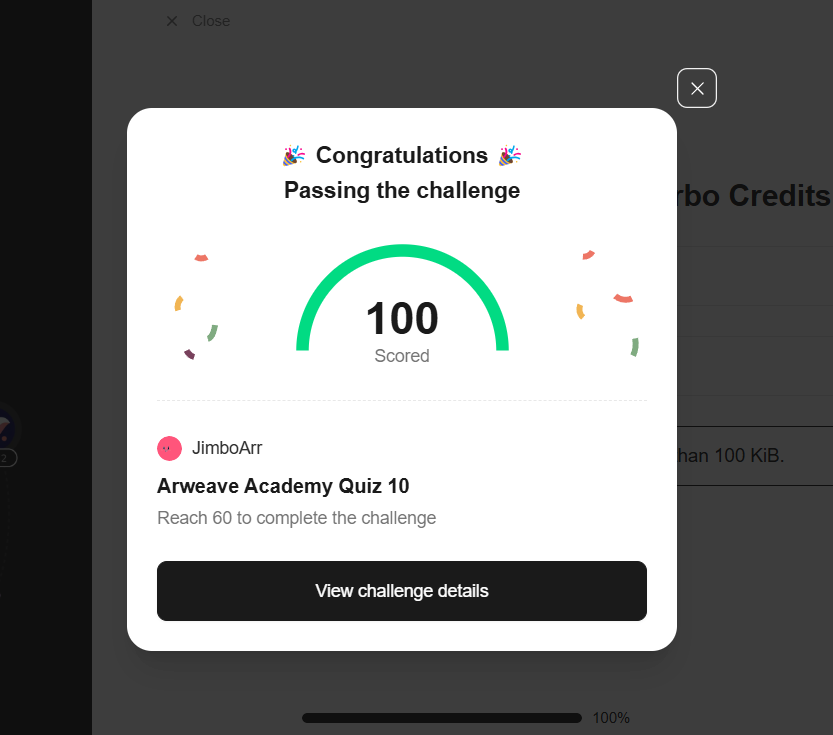 Close
Congratulations
Passing the challenge
rbo Credits
100
Scored
JimboArr
han 100 KiB.
2
Arweave Academy Quiz 10
Reach 60 to complete the challenge
View challenge details
100%